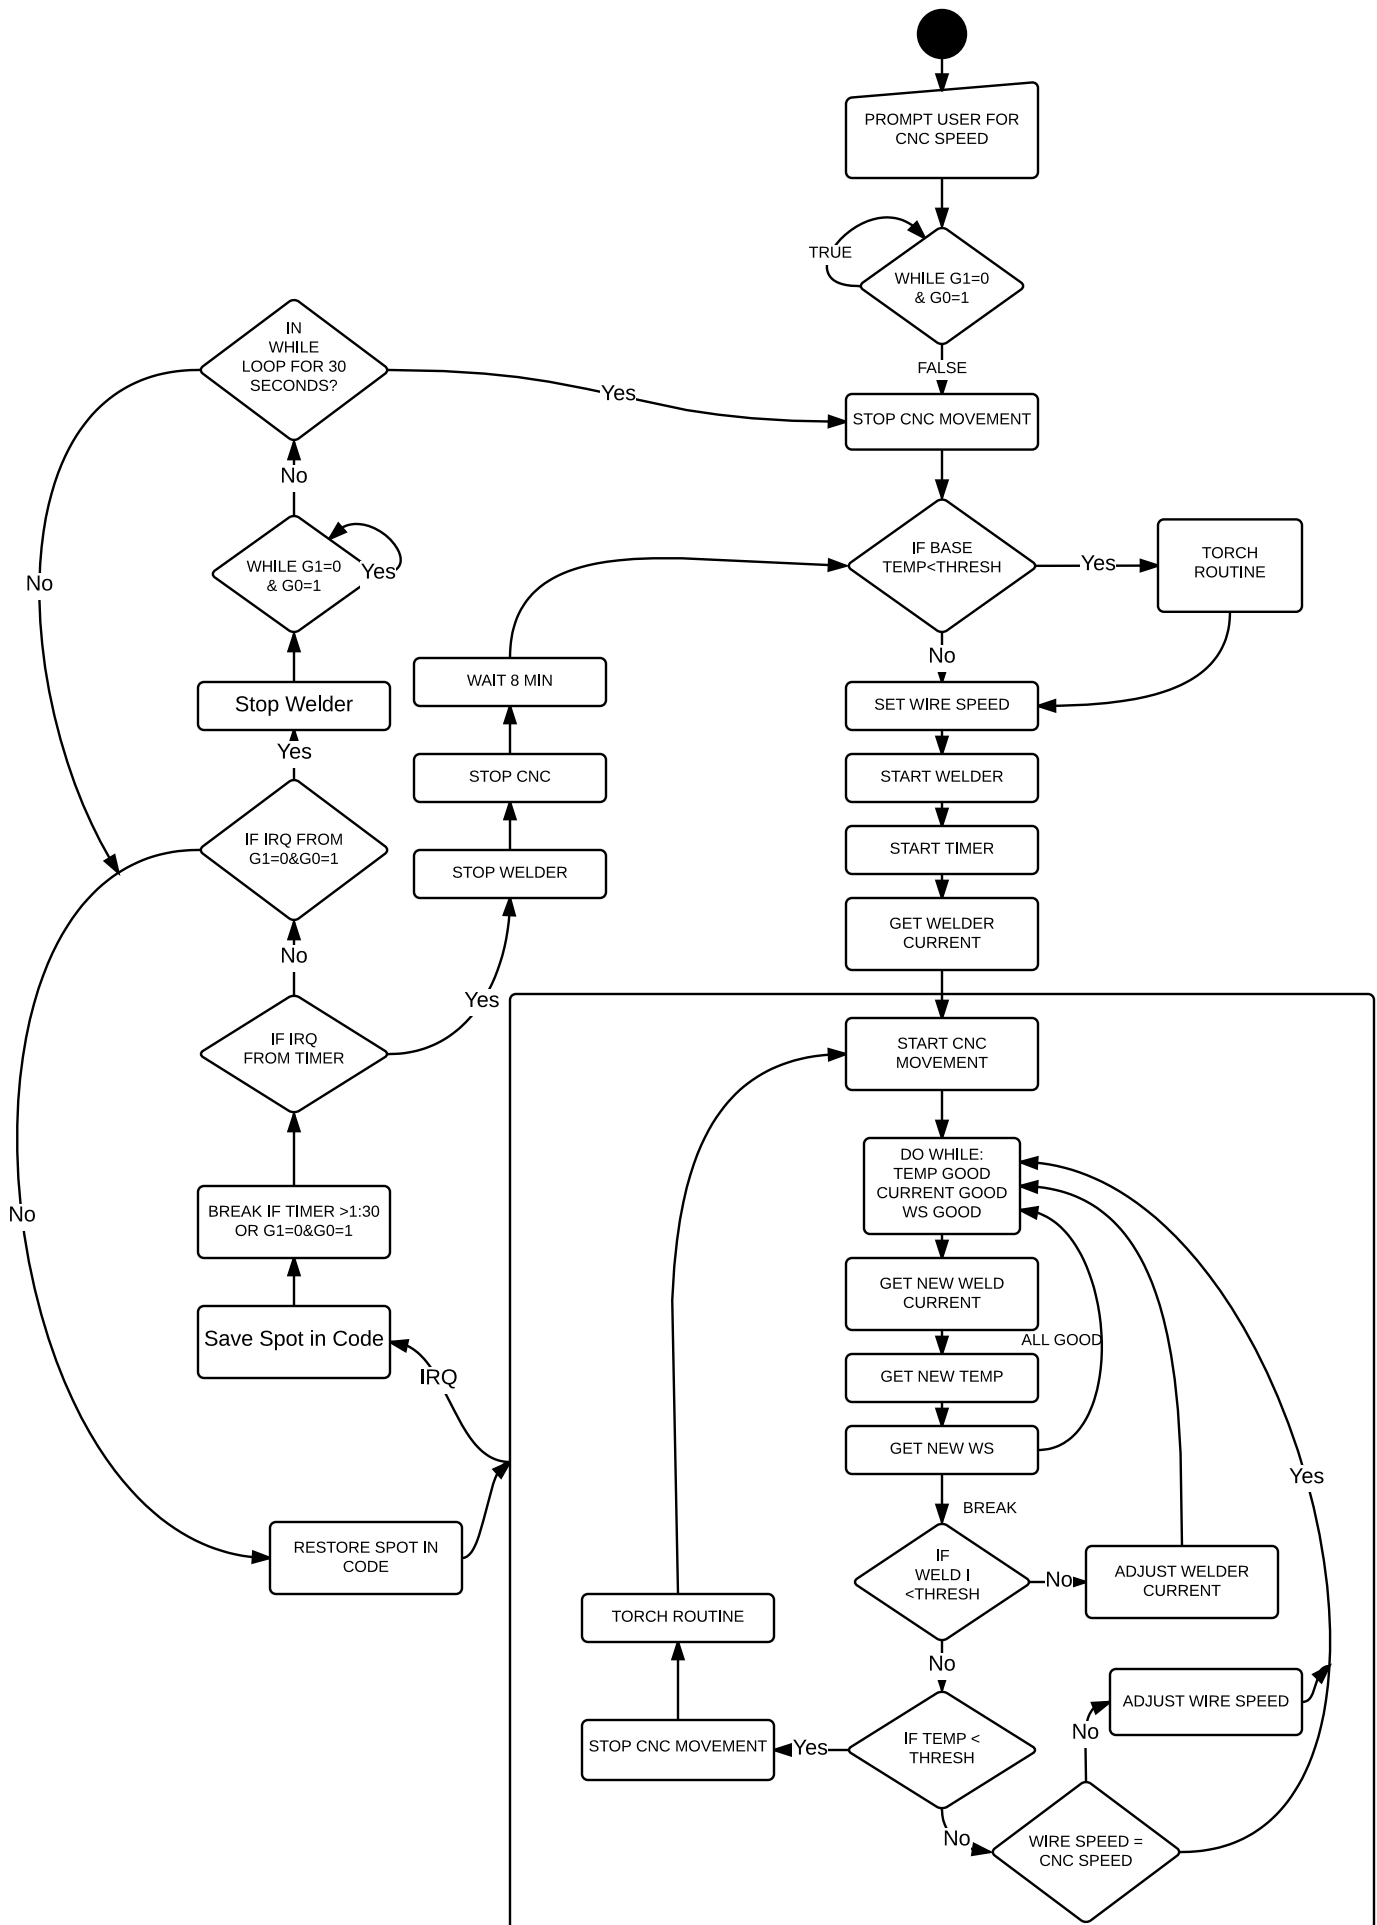 PROMPT USER FOR
CNC SPEED
TRUE
WHILE G1=0
& G0=1
FALSE
STOP CNC MOVEMENT
IN
WHILE
LOOP FOR 30
SECONDS?
Yes
No
No
WHILE G1=0
& G0=1
Yes
Stop Welder
Yes
IF IRQ FROM
G1=0&G0=1
No
IF IRQ
FROM TIMER
Yes
BREAK IF TIMER >1:30
OR G1=0&G0=1
Save Spot in Code
IRQ
No
RESTORE SPOT IN
CODE
WAIT 8 MIN
STOP CNC
STOP WELDER
IF BASE
TEMP<THRESH
Yes
TORCH
ROUTINE
No
SET WIRE SPEED
START WELDER
START TIMER
GET WELDER
CURRENT
START CNC
MOVEMENT
DO WHILE:
TEMP GOOD
CURRENT GOOD
WS GOOD
GET NEW WELD
CURRENT
ALL GOOD
GET NEW TEMP
GET NEW WS
BREAK
IF
WELD I
<THRESH
No
ADJUST WELDER
CURRENT
No
IF TEMP <
THRESH
Yes
STOP CNC MOVEMENT
TORCH ROUTINE
No
WIRE SPEED =
CNC SPEED
No
ADJUST WIRE SPEED
Yes